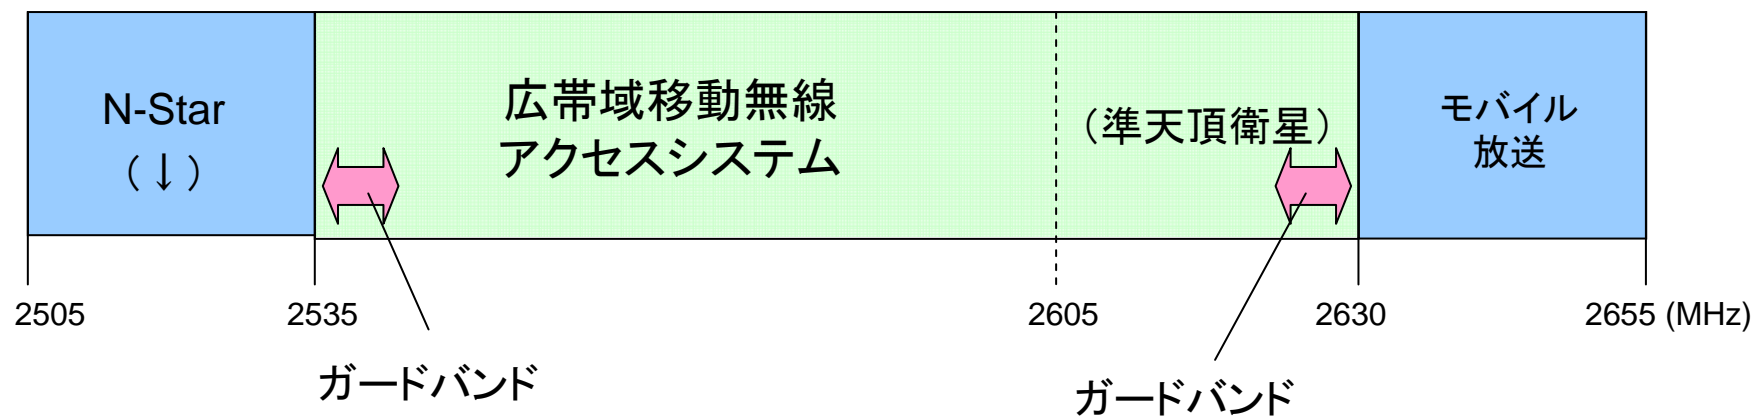 N-Star
(↓)
広帯域移動無線
アクセスシステム
(準天頂衛星)
モバイル
放送
2505
2535
2605
2630
2655 (MHz)
ガードバンド
ガードバンド